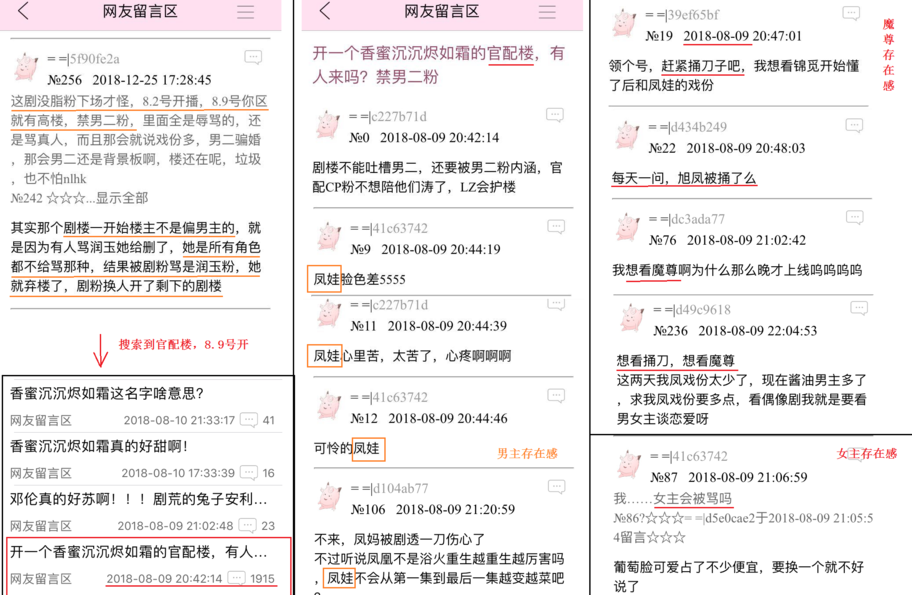 网友留言区
= =|5f90fe2a
№256 2018-12-25 17:28:45
这剧没脂粉下场才怪，8.2号开播，8.9号你区
就有高楼，禁男二粉，里面全是辱骂的，还
是骂真人，而且那会就说戏份多，男二骗婚
，那会男二还是背景板啊，楼还在呢，垃圾
，也不怕nlhk
№242 ☆☆☆...显示全部
其实那个剧楼一开始楼主不是偏男主的，就
是因为有人骂润玉她给删了，她是所有角色
都不给骂那种，结果被剧粉骂是润玉粉，她
就弃楼了，剧粉换人开了剩下的剧楼
搜索到官配楼，8.9号开
香蜜沉沉烬如霜这名字啥意思？
网友留言区 2018-08-10 21:33:17 41
香蜜沉沉烬如霜真的好甜啊！
网友留言区 2018-08-10 17:33:39 16
邓伦真的好苏啊！！！剧荒的兔子安利...
网友留言区 2018-08-09 21:02:48 23
开一个香蜜沉沉烬如霜的官配楼，有人...
网友留言区 2018-08-09 20:42:14 1915
网友留言区
开一个香蜜沉沉烬如霜的官配楼，有
人来吗？禁男二粉
= =|c227b71d
№0 2018-08-09 20:42:14
剧楼不能吐槽男二，还要被男二粉内涵，官
配CP粉不想陪他们涛了，LZ会护楼
= =|41c63742
№9 2018-08-09 20:44:19
凤娃脸色差5555
= =|c227b71d
№11 2018-08-09 20:44:39
凤娃心里苦，太苦了，心疼啊啊啊
= =|41c63742
№12 2018-08-09 20:44:46
可怜的凤娃
男主存在感
= =|d104ab77
№106 2018-08-09 21:20:59
不来，凤妈被剧透一刀伤心了
不过听说凤凰不是浴火重生越重生越厉害吗
，凤娃不会从第一集到最后一集越变越菜吧
= =|39ef65bf
№19 2018-08-09 20:47:01
领个号，赶紧捅刀子吧，我想看锦觅开始懂
了后和凤娃的戏份
魔尊存在感
= =|d434b249
№22 2018-08-09 20:48:03
每天一问，旭凤被捅了么
= =|dc3ada77
№76 2018-08-09 21:02:42
我想看魔尊啊为什么那么晚才上线呜呜呜呜
= =|d49c9618
№236 2018-08-09 22:04:53
想看捅刀，想看魔尊
这两天我凤戏份太少了，现在酱油男主多了
，求我凤戏份要多点，看偶像剧我就是要看
男女主谈恋爱呀
= =|41c63742
女主存在感
№87 2018-08-09 21:06:59
我……女主会被骂吗
№86?☆☆☆= =|d5e0cae2于2018-08-09 21:05:5
4留言☆☆☆
葡萄脸可爱占了不少便宜，要换一个就不好
说了